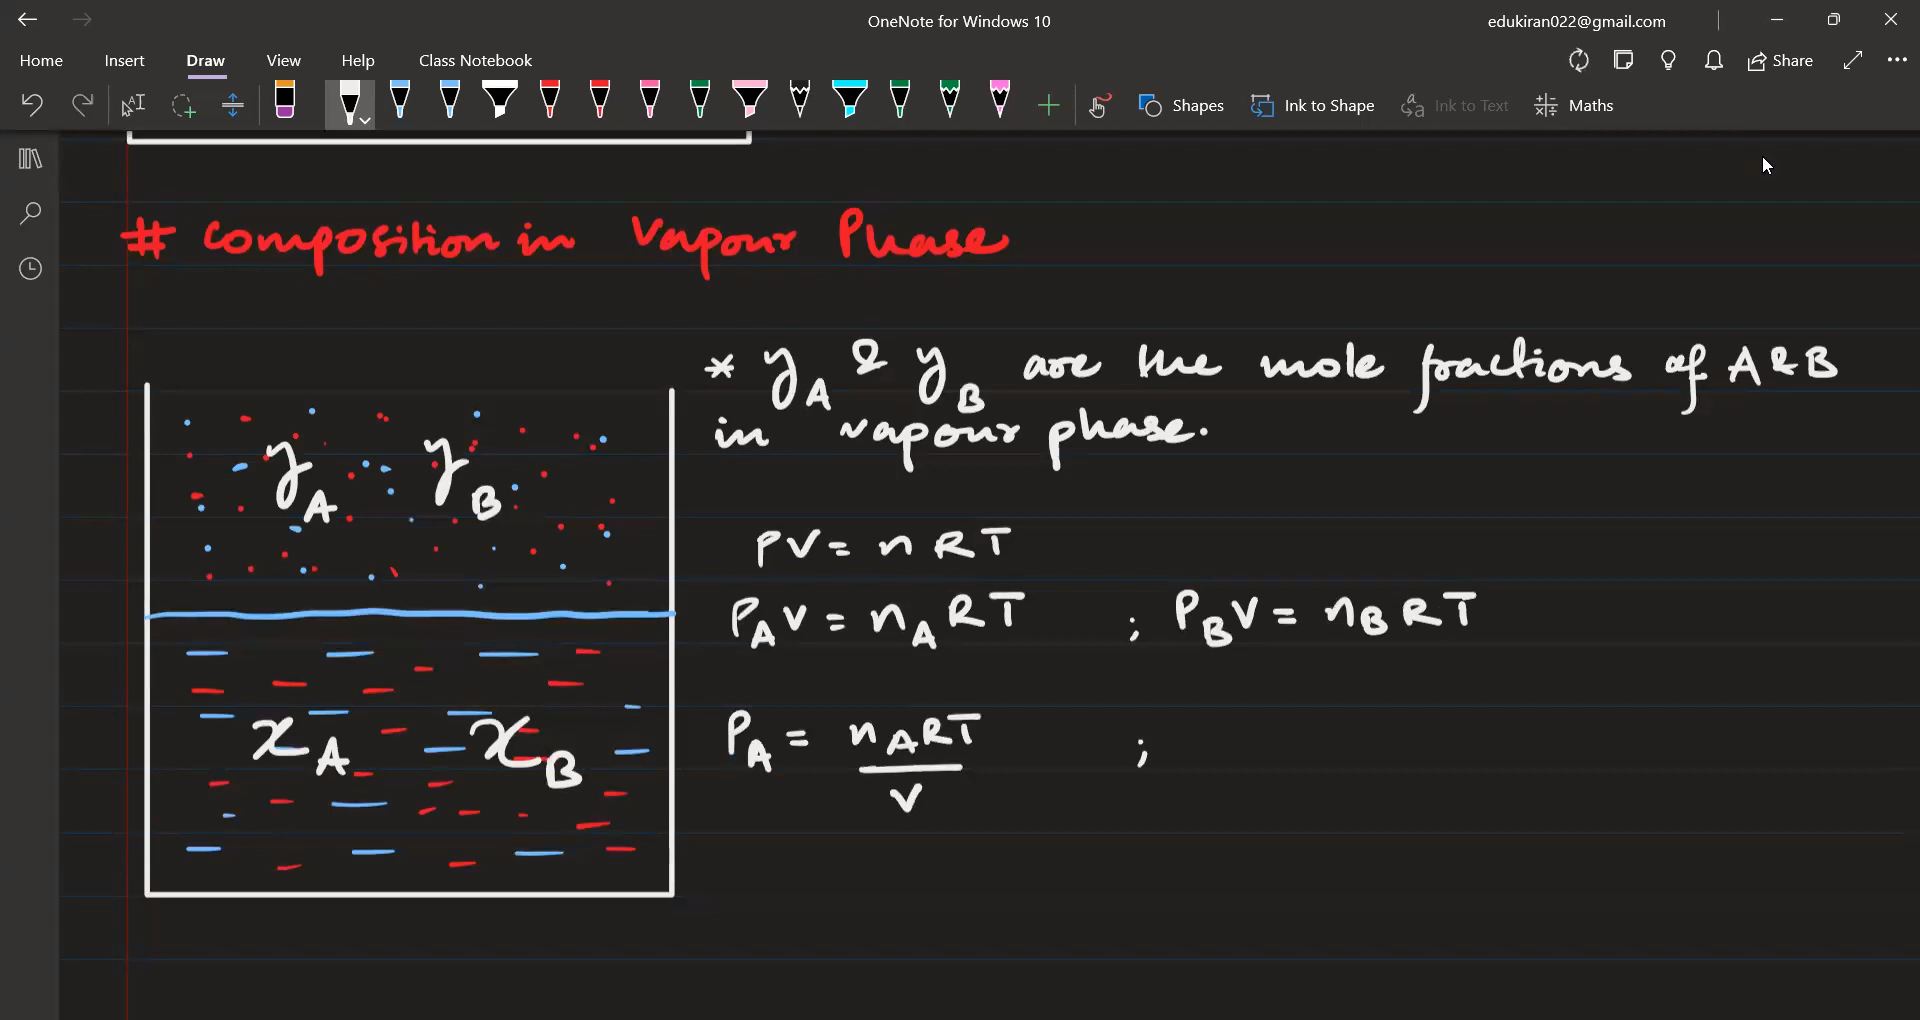 OneNote for Windows 10
edukiran022@gmail.com
Home Insert Draw View Help Class Notebook
Share
Shapes Ink to Shape Ink to Text Maths
# Composition in Vapour Phase
* yA & yB are the mole fractions of A & B
in vapour phase.
yA yB
PV = nRT
PAV = nART ; PBV = nBRT
xA xB
PA = nART ;
V